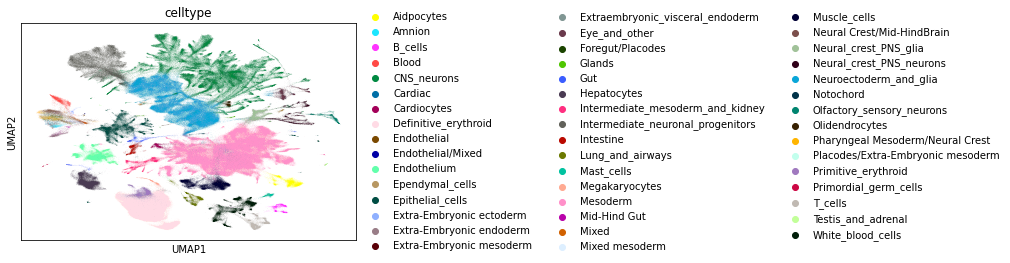 celltype
UMAP2
UMAP1
Aidpocytes
Amnion
B_cells
Blood
CNS_neurons
Cardiac
Cardiocytes
Definitive_erythroid
Endothelial
Endothelial/Mixed
Endothelium
Ependymal_cells
Epithelial_cells
Extra-Embryonic ectoderm
Extra-Embryonic endoderm
Extra-Embryonic mesoderm
Extraembryonic_visceral_endoderm
Eye_and_other
Foregut/Placodes
Glands
Gut
Hepatocytes
Intermediate_mesoderm_and_kidney
Intermediate_neuronal_progenitors
Intestine
Lung_and_airways
Mast_cells
Megakaryocytes
Mesoderm
Mid-Hind Gut
Mixed
Mixed mesoderm
Muscle_cells
Neural Crest/Mid-HindBrain
Neural_crest_PNS_glia
Neural_crest_PNS_neurons
Neuroectoderm_and_glia
Notochord
Olfactory_sensory_neurons
Olidendrocytes
Pharyngeal Mesoderm/Neural Crest
Placodes/Extra-Embryonic mesoderm
Primitive_erythroid
Primordial_germ_cells
T_cells
Testis_and_adrenal
White_blood_cells